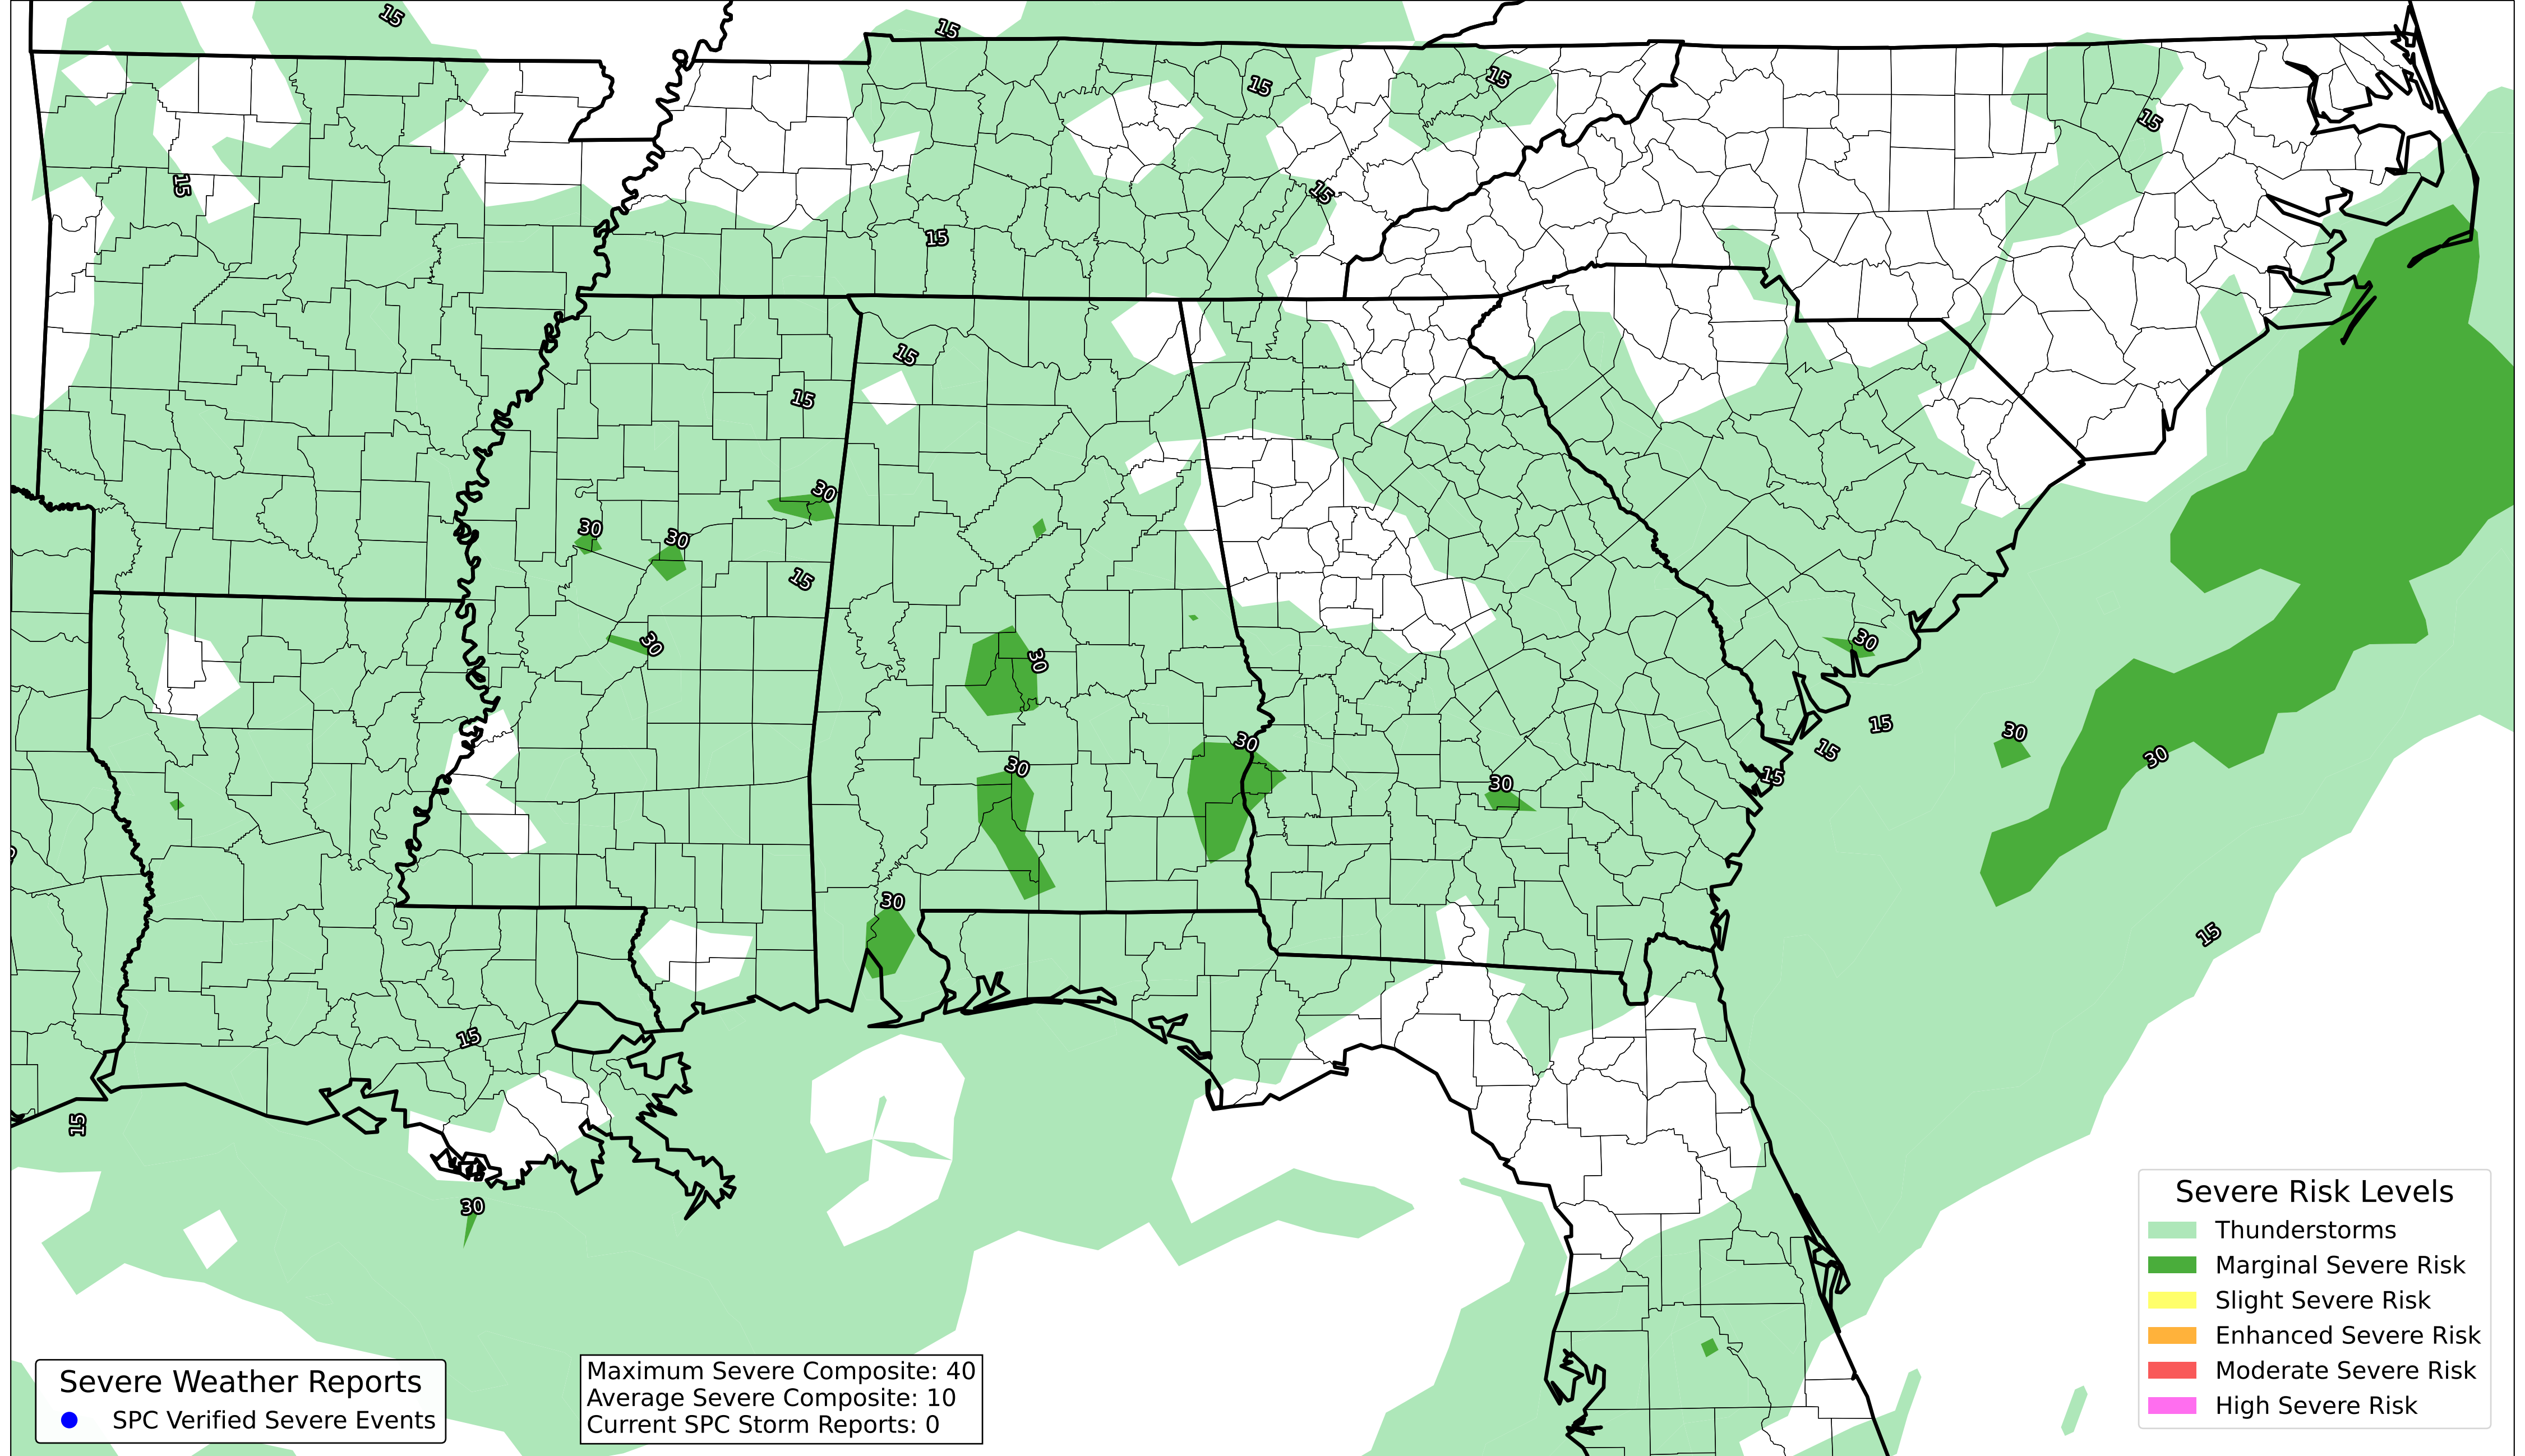 15
15
15
15
15
15
15
15
15
15
30
30
30
15
30
30
30
15
30
15
30
30
15
30
30
30
15
15
15
30
Severe Risk Levels
Thunderstorms
Marginal Severe Risk
Slight Severe Risk
Enhanced Severe Risk
Moderate Severe Risk
High Severe Risk
Severe Weather Reports
SPC Verified Severe Events
Maximum Severe Composite: 40
Average Severe Composite: 10
Current SPC Storm Reports: 0